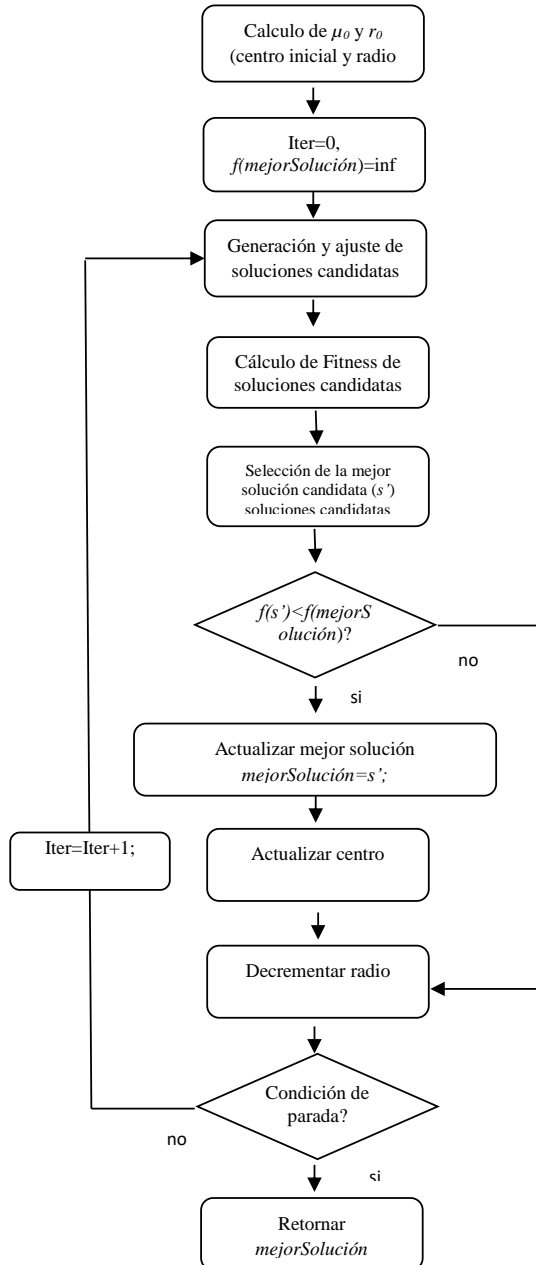 Calculo de μ0 y r0
(centro inicial y radio
Iter=0,
f(mejorSolución)=inf
Generación y ajuste de
soluciones candidatas
Cálculo de Fitness de
soluciones candidatas
Selección de la mejor
solución candidata (s’)
soluciones candidatas
f(s’)<f(mejorS
olución)?
no
si
Actualizar mejor solución
mejorSolución=s’;
Iter=Iter+1;
Actualizar centro
Decrementar radio
Condición de
parada?
no
si
Retornar
mejorSolución